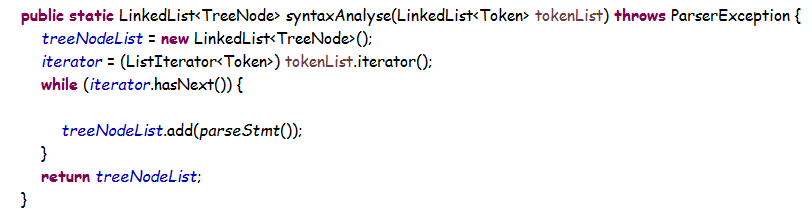 public static LinkedList<TreeNode> syntaxAnalyse(LinkedList<Token> tokenList) throws ParserException {
treeNodeList = new LinkedList<TreeNode>();
iterator = (ListIterator<Token>) tokenList.iterator();
while (iterator.hasNext()) {
treeNodeList.add(parseStmt());
}
return treeNodeList;
}